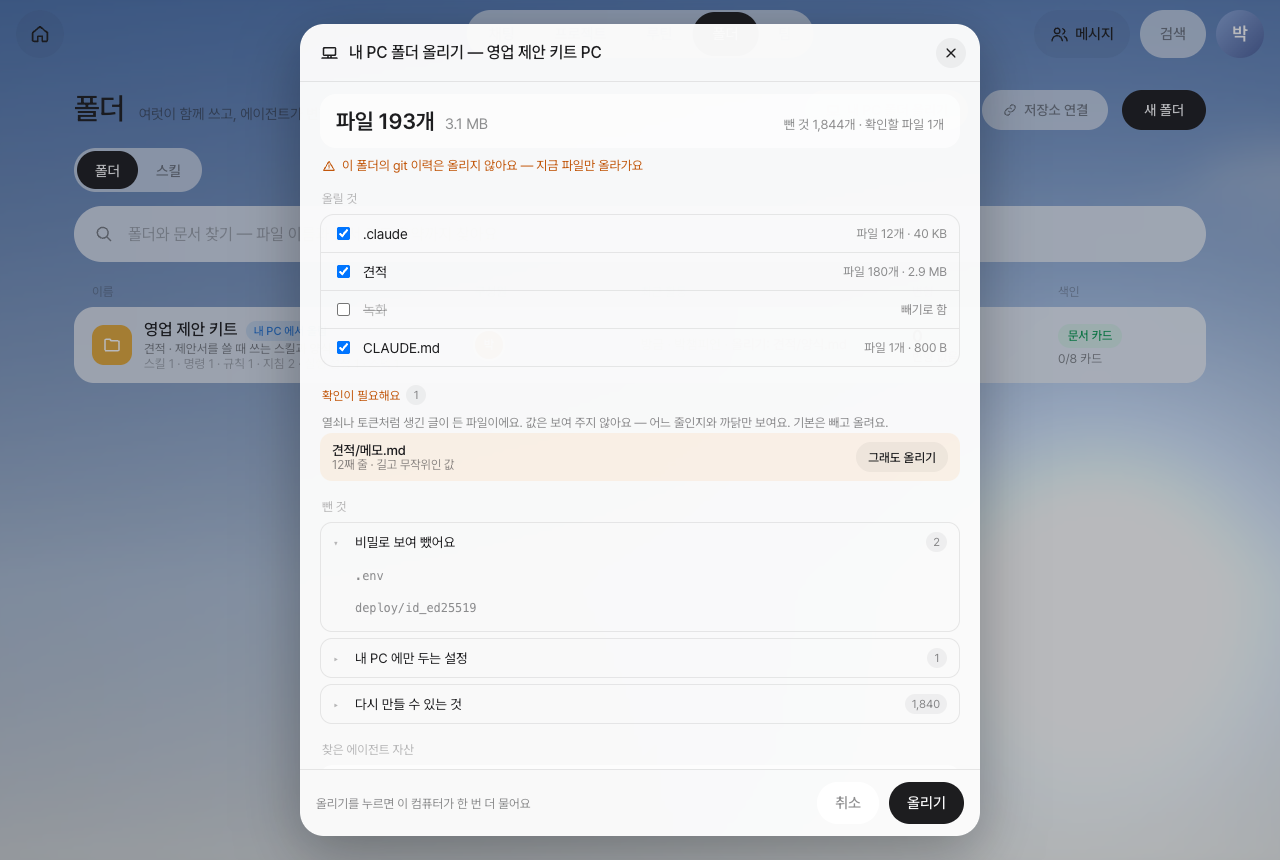 내 PC 폴더 올리기 — 영업 제안 키트 PC
메시지
검색
박
폴더
여럿이 함께 쓰고, 에이전트가
저장소 연결
새 폴더
폴더
스킬
폴더와 문서 찾기 — 파일 이
이름
색인
영업 제안 키트
내 PC 에서
견적 · 제안서를 쓸 때 쓰는 스킬과
스킬 1 · 명령 1 · 규칙 1 · 지침 2 ·
문서 카드
0/8 카드
파일 193개 3.1 MB
뺀 것 1,844개 · 확인할 파일 1개
이 폴더의 git 이력은 올리지 않아요 — 지금 파일만 올라가요
올릴 것
.claude
파일 12개 · 40 KB
견적
파일 180개 · 2.9 MB
녹화
빼기로 함
CLAUDE.md
파일 1개 · 800 B
확인이 필요해요 1
열쇠나 토큰처럼 생긴 글이 든 파일이에요. 값은 보여 주지 않아요 — 어느 줄인지와 까닭만 보여요. 기본은 빼고 올려요.
견적/메모.md
12째 줄 · 길고 무작위인 값
그래도 올리기
뺀 것
비밀로 보여 뺐어요
2
.env
deploy/id_ed25519
내 PC 에만 두는 설정
1
다시 만들 수 있는 것
1,840
찾은 에이전트 자산
올리기를 누르면 이 컴퓨터가 한 번 더 물어요
취소
올리기